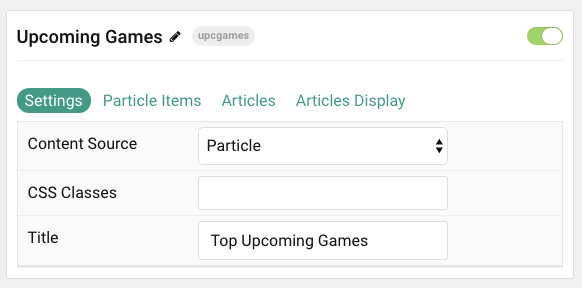 Upcoming Games upcgames
Settings Particle Items Articles Articles Display
Content Source Particle
CSS Classes
Title Top Upcoming Games